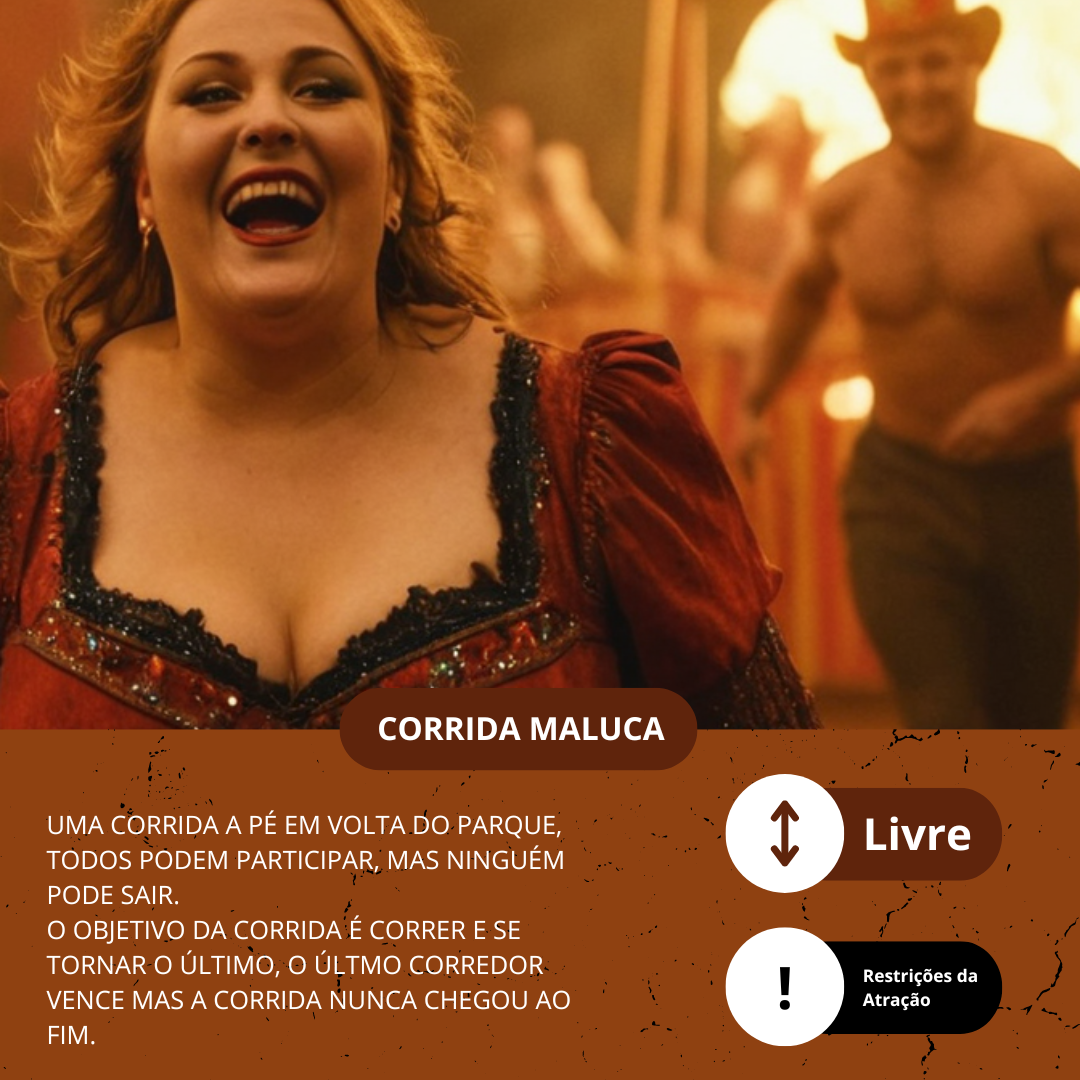 CORRIDA MALUCA
UMA CORRIDA A PÉ EM VOLTA DO PARQUE,
TODOS PODEM PARTICIPAR, MAS NINGUÉM
PODE SAIR.
O OBJETIVO DA CORRIDA É CORRER E SE
TORNAR O ÚLTIMO, O ÚLTMO CORREDOR
VENCE MAS A CORRIDA NUNCA CHEGOU AO
FIM.
Livre
!
Restrições da
Atração